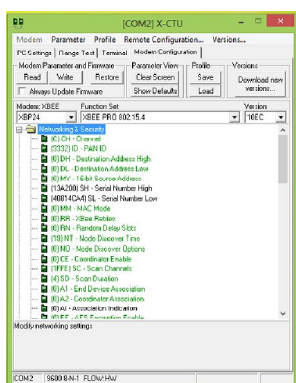 [COM2] X-CTU
Modem Parameter Profile Remote Configuration... Versions...
PC Settings Range Test Terminal Modem Configuration
Modem Parameter and Firmware Parameter View Profile Versions
Read Write Restore Clear Screen Save Download new versions...
Always Update Firmware Show Defaults Load
Modem: XBEE Function Set Version
XBP24 XBEE PRO 802.15.4 10EC
Networking & Security
(C) CH - Channel
(3332) ID - PAN ID
(0) DH - Destination Address High
(0) DL - Destination Address Low
(0) MY - 16-bit Source Address
(13A200) SH - Serial Number High
(40814CA4) SL - Serial Number Low
(0) MM - MAC Mode
(0) RR - XBee Retries
(0) RN - Random Delay Slots
(19) NT - Node Discover Time
(0) NO - Node Discover Options
(0) CE - Coordinator Enable
(1FFE) SC - Scan Channels
(4) SD - Scan Duration
(0) A1 - End Device Association
(0) A2 - Coordinator Association
(0) AI - Association Indication
(0) EE - AES Encryption Enable
Modify networking settings
COM2 9600 8-N-1 FLOW:HW